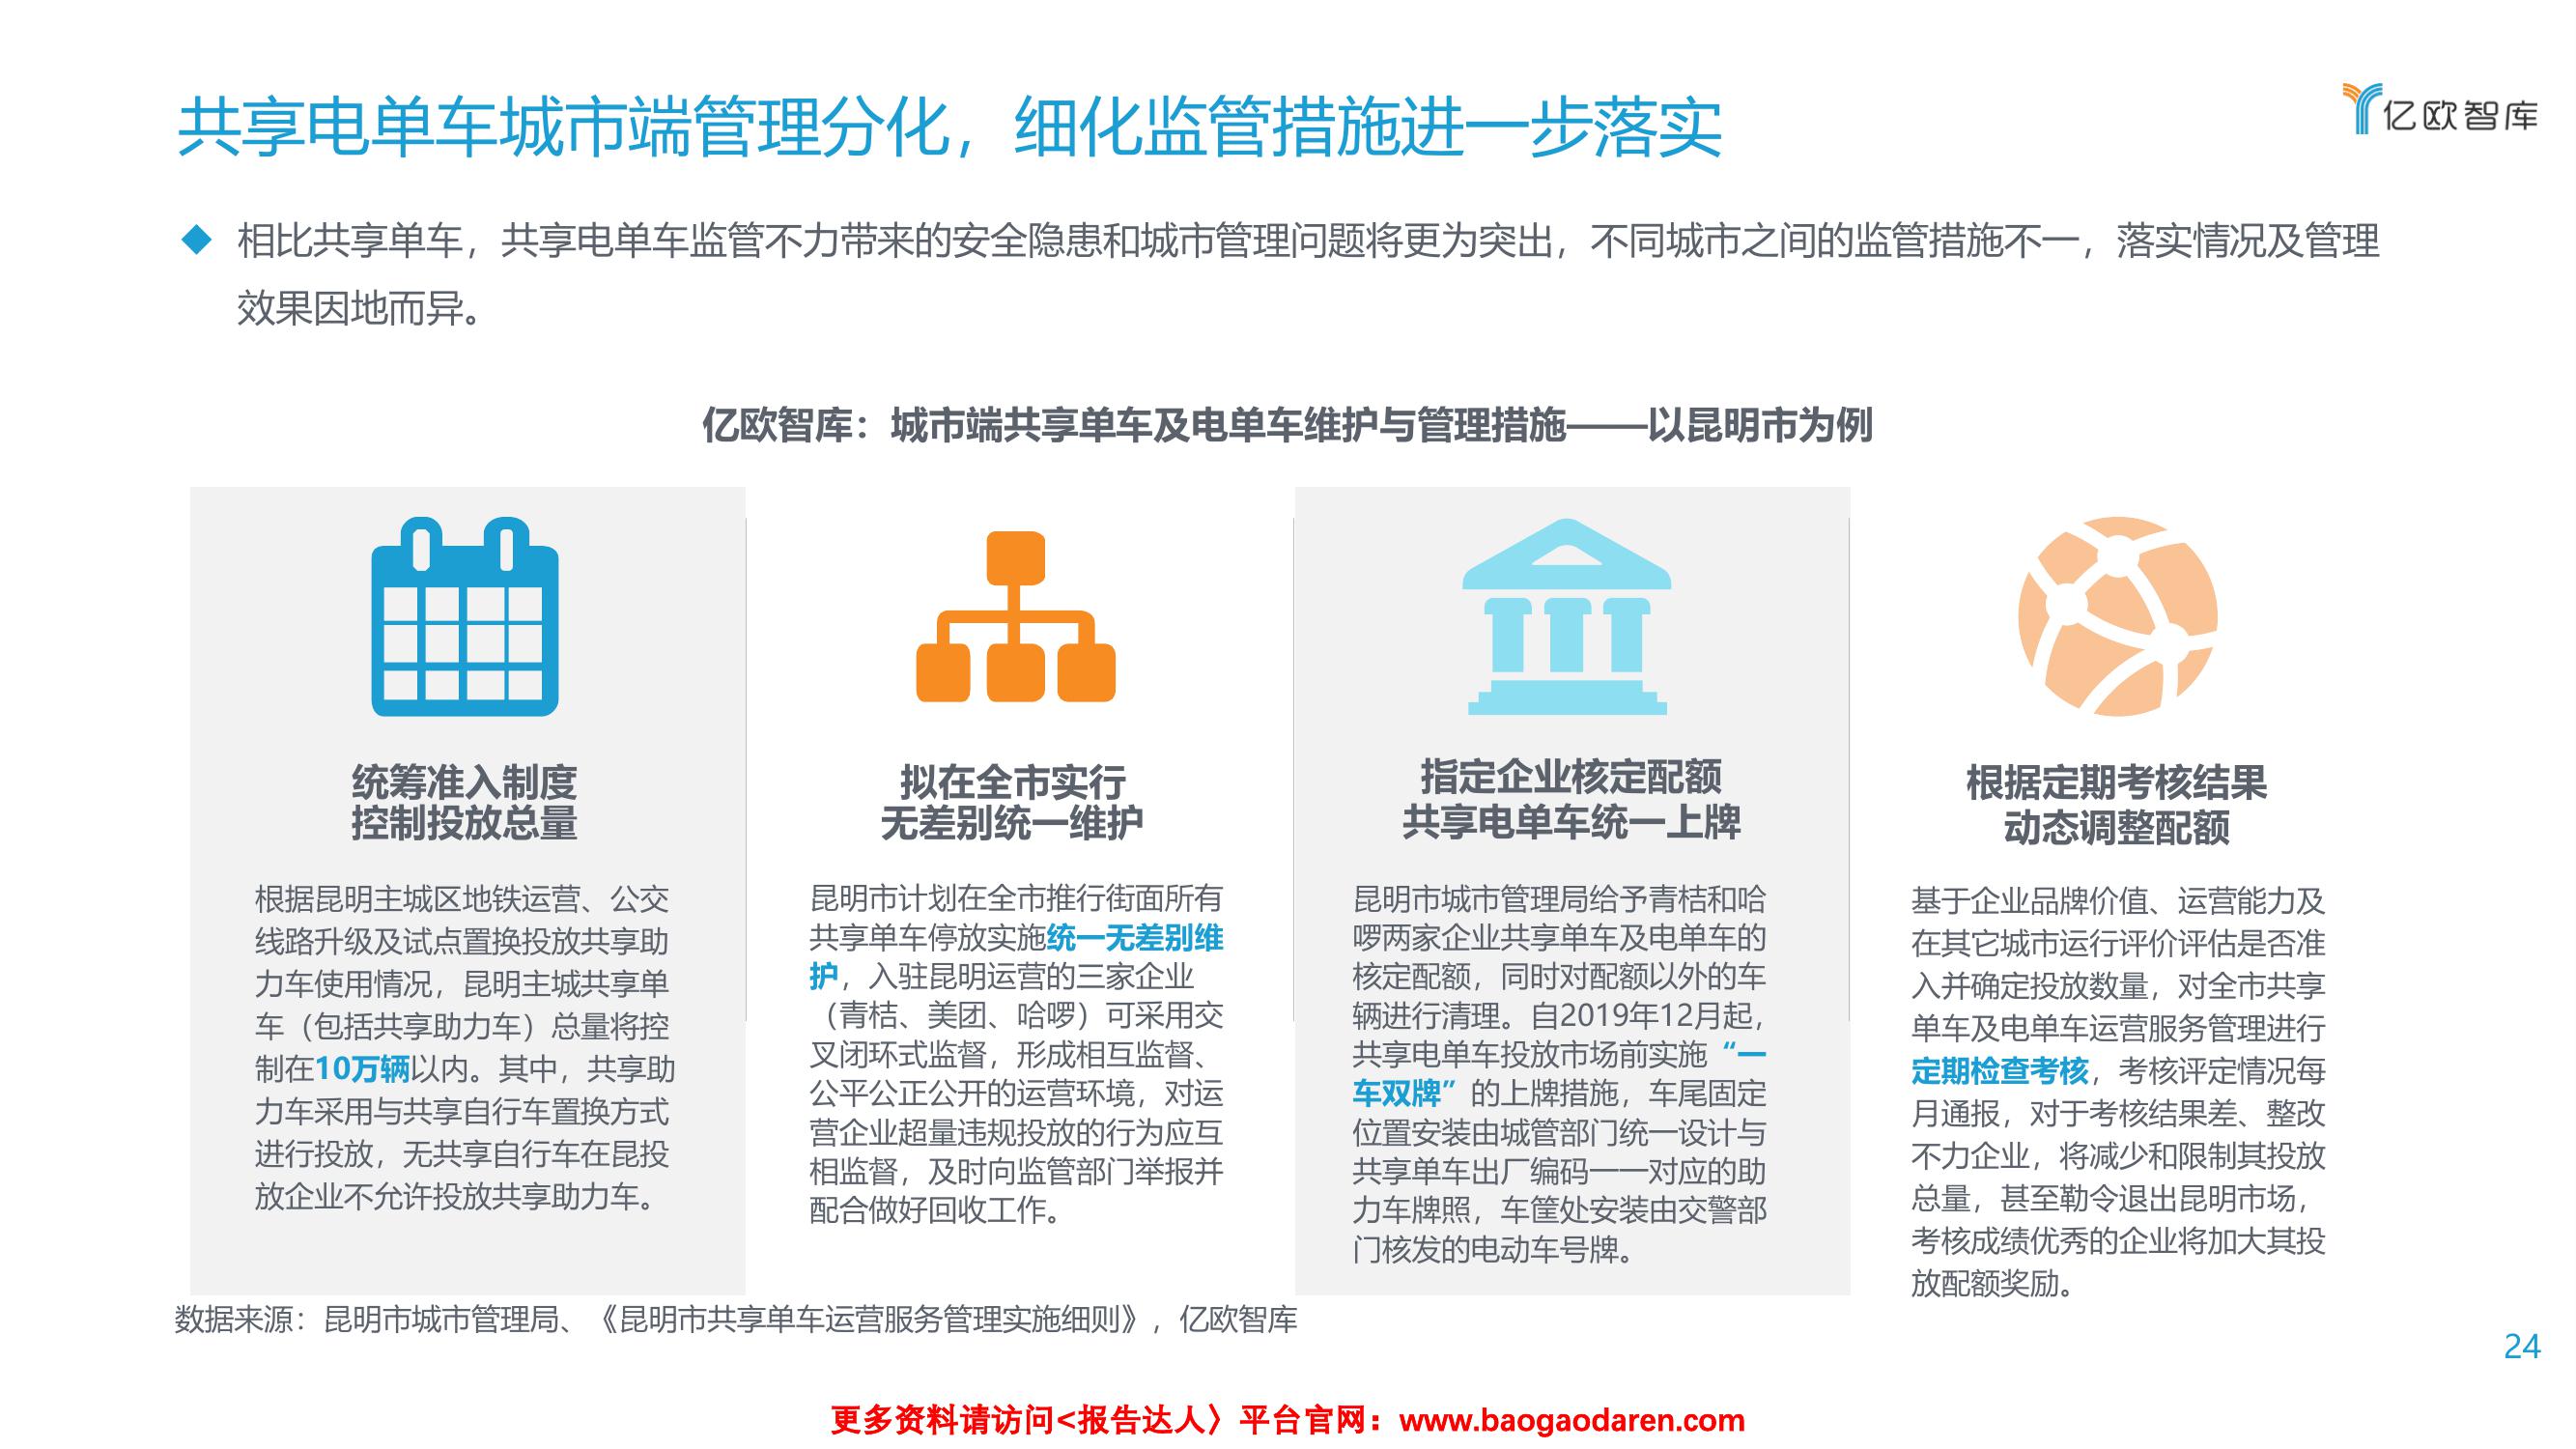 共享电单车城市端管理分化，细化监管措施进一步落实
亿欧智库
相比共享单车，共享电单车监管不力带来的安全隐患和城市管理问题将更为突出，不同城市之间的监管措施不一，落实情况及管理
效果因地而异。
亿欧智库：城市端共享单车及电单车维护与管理措施——以昆明市为例
统筹准入制度
控制投放总量
根据昆明主城区地铁运营、公交
线路升级及试点置换投放共享助
力车使用情况，昆明主城共享单
车（包括共享助力车）总量将控
制在10万辆以内。其中，共享助
力车采用与共享自行车置换方式
进行投放，无共享自行车在昆投
放企业不允许投放共享助力车。
拟在全市实行
无差别统一维护
昆明市计划在全市推行街面所有
共享单车停放实施统一无差别维
护，入驻昆明运营的三家企业
（青桔、美团、哈啰）可采用交
叉闭环式监督，形成相互监督、
公平公正公开的运营环境，对运
营企业超量违规投放的行为应互
相监督，及时向监管部门举报并
配合做好回收工作。
指定企业核定配额
共享电单车统一上牌
昆明市城市管理局给予青桔和哈
啰两家企业共享单车及电单车的
核定配额，同时对配额以外的车
辆进行清理。自2019年12月起，
共享电单车投放市场前实施“一
车双牌”的上牌措施，车尾固定
位置安装由城管部门统一设计与
共享单车出厂编码一一对应的助
力车牌照，车筐处安装由交警部
门核发的电动车号牌。
根据定期考核结果
动态调整配额
基于企业品牌价值、运营能力及
在其它城市运行评价评估是否准
入并确定投放数量，对全市共享
单车及电单车运营服务管理进行
定期检查考核，考核评定情况每
月通报，对于考核结果差、整改
不力企业，将减少和限制其投放
总量，甚至勒令退出昆明市场，
考核成绩优秀的企业将加大其投
放配额奖励。
数据来源：昆明市城市管理局、《昆明市共享单车运营服务管理实施细则》，亿欧智库
24
更多资料请访问<报告达人〉平台官网：www.baogaodaren.com